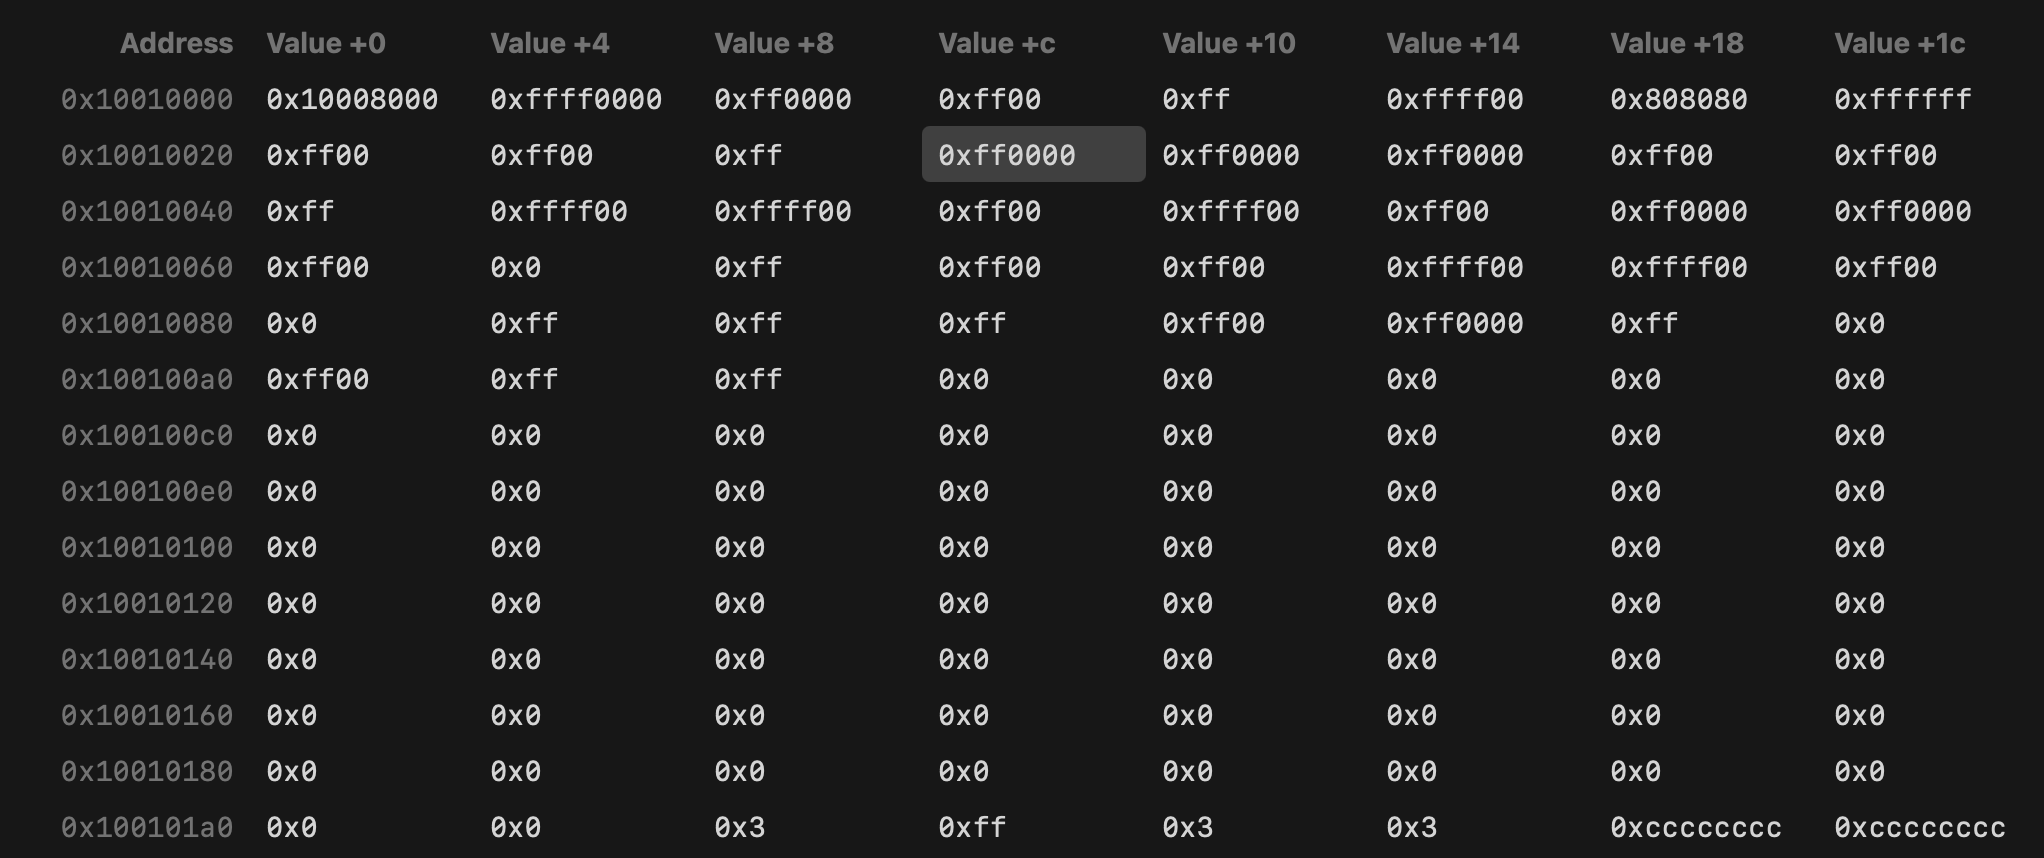 Address Value +0 Value +4 Value +8 Value +c Value +10 Value +14 Value +18 Value +1c
0x10010000 0x10008000 0xffff0000 0xff0000 0xff00 0xff 0xffff00 0x808080 0xffffff
0x10010020 0xff00 0xff00 0xff 0xff0000 0xff0000 0xff0000 0xff00 0xff00
0x10010040 0xff 0xffff00 0xffff00 0xff00 0xffff00 0xff00 0xff0000 0xff0000
0x10010060 0xff00 0x0 0xff 0xff00 0xff00 0xffff00 0xffff00 0xff00
0x10010080 0x0 0xff 0xff 0xff 0xff00 0xff0000 0xff 0x0
0x100100a0 0xff00 0xff 0xff 0x0 0x0 0x0 0x0 0x0
0x100100c0 0x0 0x0 0x0 0x0 0x0 0x0 0x0 0x0
0x100100e0 0x0 0x0 0x0 0x0 0x0 0x0 0x0 0x0
0x10010100 0x0 0x0 0x0 0x0 0x0 0x0 0x0 0x0
0x10010120 0x0 0x0 0x0 0x0 0x0 0x0 0x0 0x0
0x10010140 0x0 0x0 0x0 0x0 0x0 0x0 0x0 0x0
0x10010160 0x0 0x0 0x0 0x0 0x0 0x0 0x0 0x0
0x10010180 0x0 0x0 0x0 0x0 0x0 0x0 0x0 0x0
0x100101a0 0x0 0x0 0x3 0xff 0x3 0x3 0xcccccccc 0xcccccccc